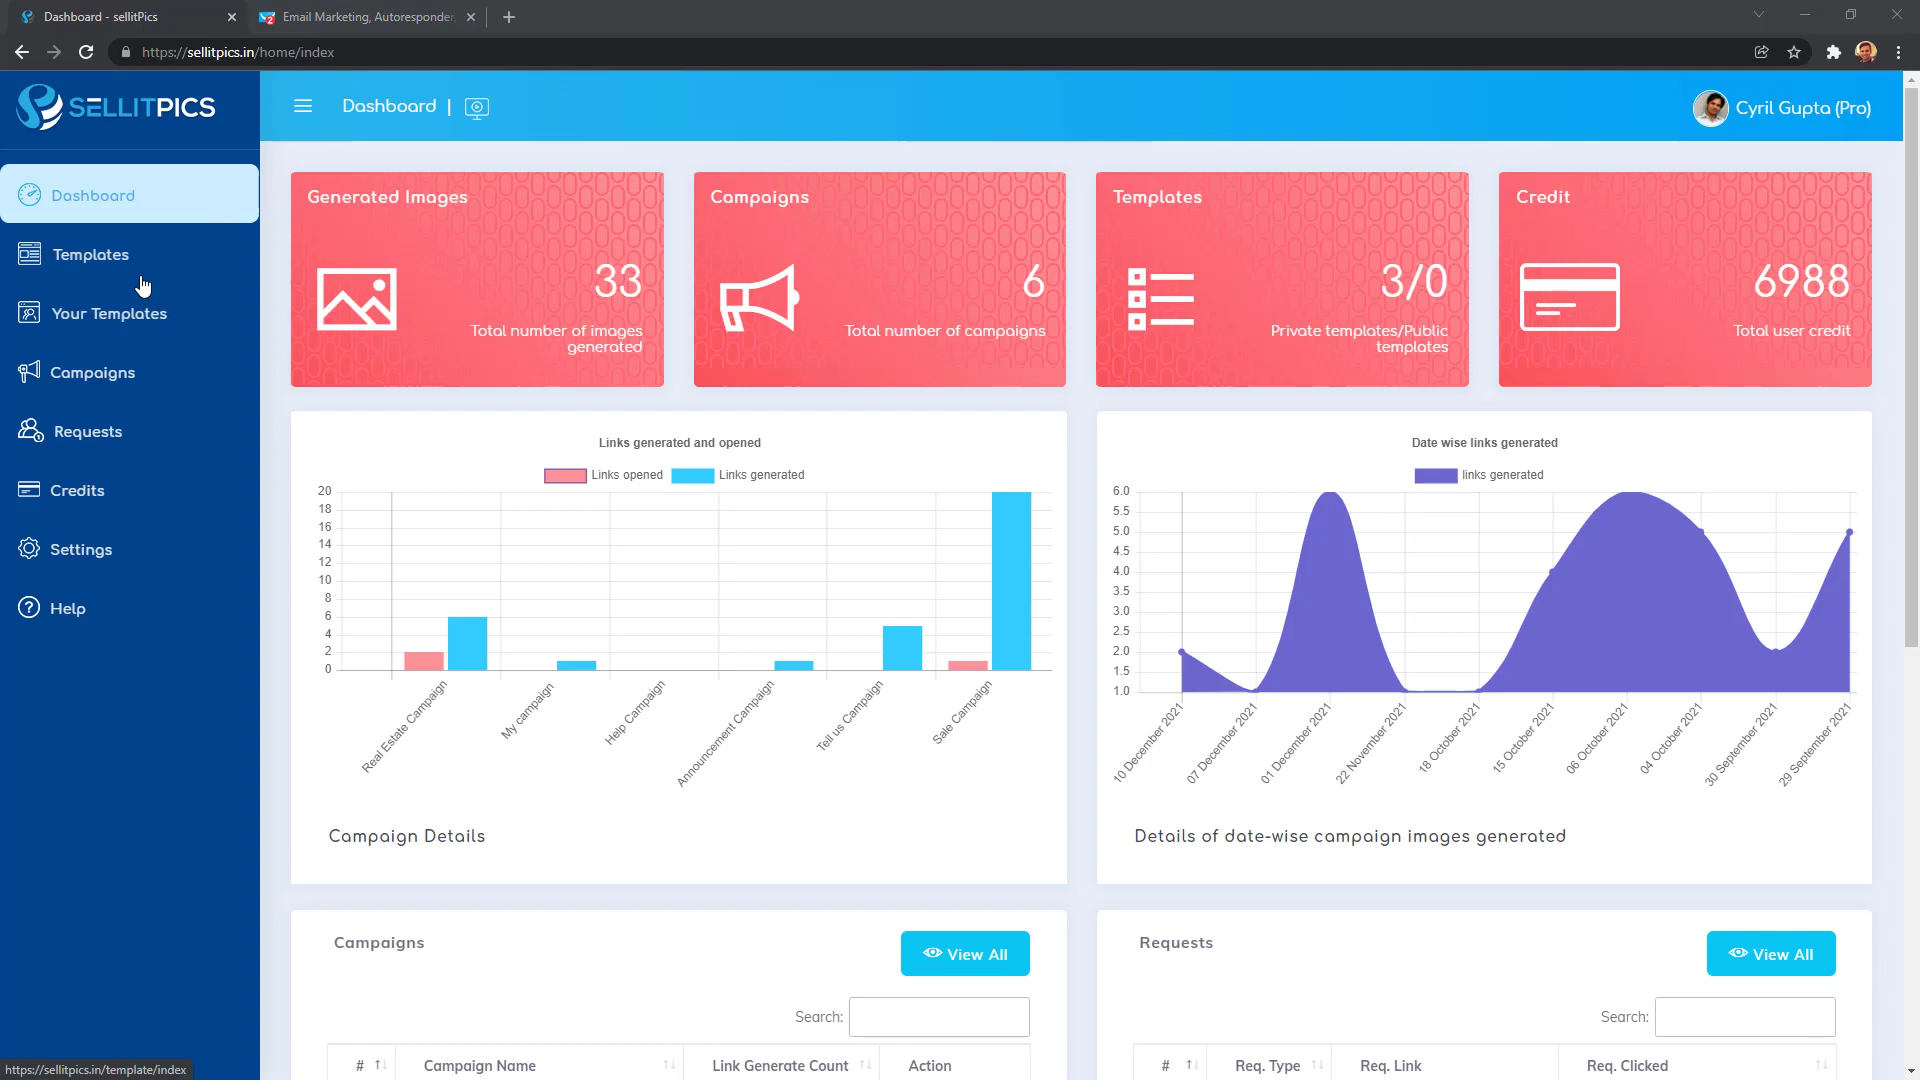 Dashboard - sellitPics
Email Marketing, Autoresponder,
https://sellitpics.in/home/index
SELLITPICS
Dashboard |
Cyril Gupta (Pro)
Dashboard
Templates
Your Templates
Campaigns
Requests
Credits
Settings
Help
Generated Images
33
Total number of images
generated
Campaigns
6
Total number of campaigns
Templates
3/0
Private templates/Public
templates
Credit
6988
Total user credit
Links generated and opened
Links opened
Links generated
20
18
16
14
12
10
8
6
4
2
0
Real Estate Campaign
My campaign
Help Campaign
Announcement Campaign
Tell us Campaign
Sale Campaign
Campaign Details
Date wise links generated
links generated
6.0
5.5
5.0
4.5
4.0
3.5
3.0
2.5
2.0
1.5
1.0
10 December 2021
07 December 2021
01 December 2021
22 November 2021
18 October 2021
15 October 2021
06 October 2021
04 October 2021
30 September 2021
29 September 2021
Details of date-wise campaign images generated
Campaigns
View All
Search:
# Campaign Name Link Generate Count Action
Requests
View All
Search:
# Req. Type Req. Link Req. Clicked
https://sellitpics.in/template/index